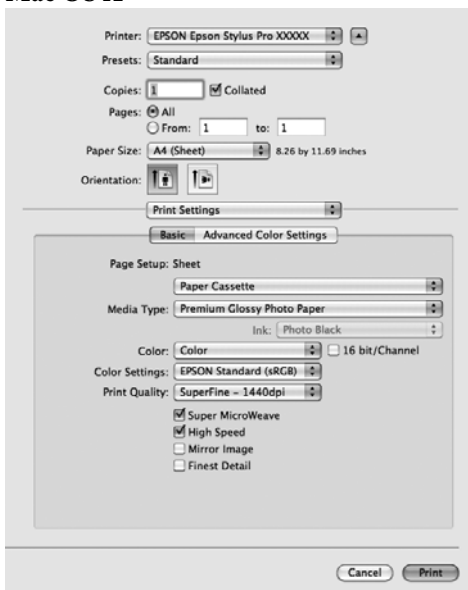 Printer: EPSON Epson Stylus Pro XXXXX
Presets: Standard
Copies: 1 Collated
Pages: All
From: 1 to: 1
Paper Size: A4 (Sheet) 8.26 by 11.69 inches
Orientation:
Print Settings
Basic Advanced Color Settings
Page Setup: Sheet
Paper Cassette
Media Type: Premium Glossy Photo Paper
Ink: Photo Black
Color: Color 16 bit/Channel
Color Settings: EPSON Standard (sRGB)
Print Quality: SuperFine – 1440dpi
Super MicroWeave
High Speed
Mirror Image
Finest Detail
Cancel Print